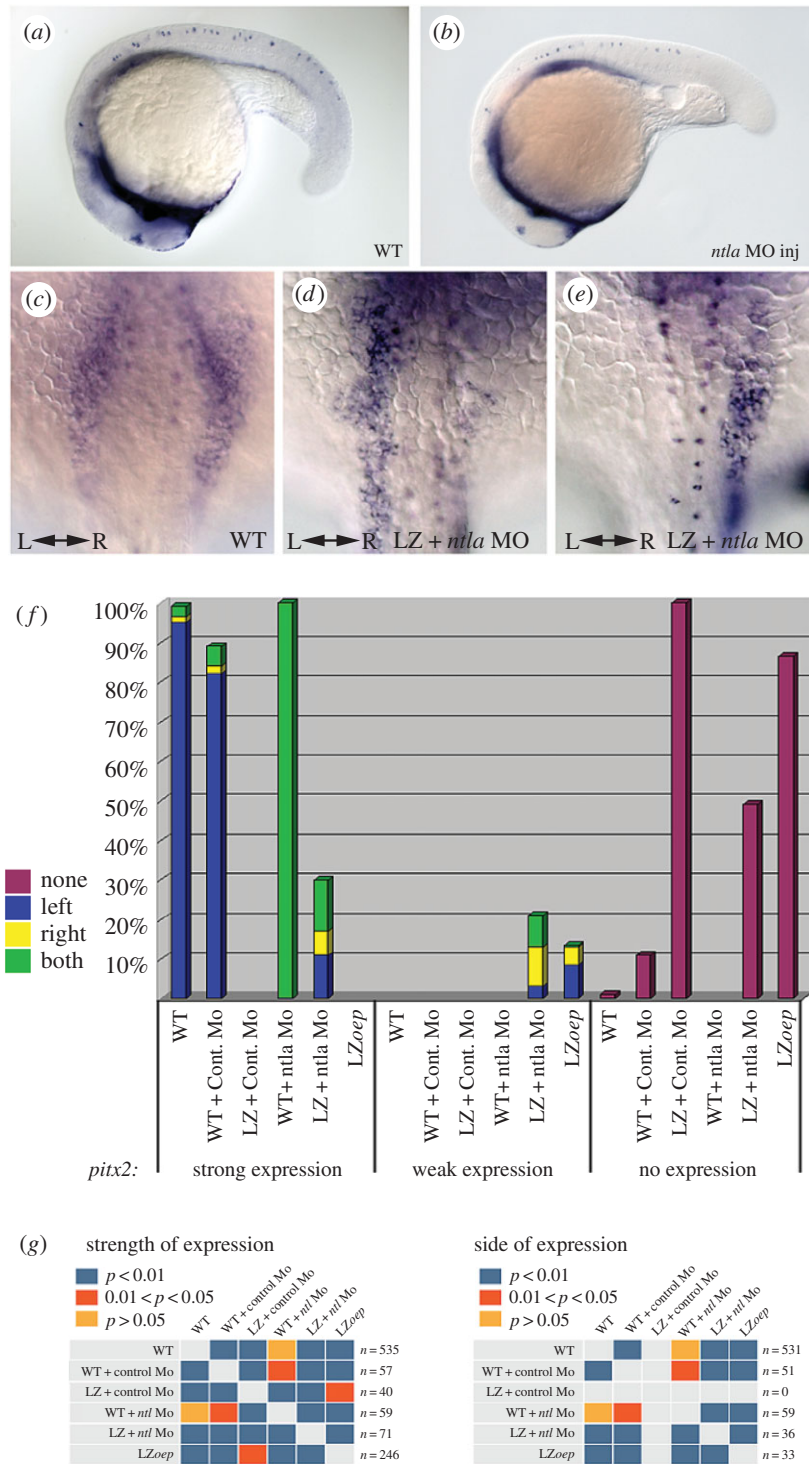 (a)
WT
(b)
ntla MO inj
(c)
L R WT
(d)
L R LZ + ntla MO
(e)
L R LZ + ntla MO
(f)
100%
90%
80%
70%
60%
50%
40%
30%
20%
10%
none
left
right
both
WT
WT + Cont. Mo
LZ + Cont. Mo
WT+ ntla Mo
LZ + ntla Mo
LZoep
WT
WT + Cont. Mo
LZ + Cont. Mo
WT+ ntla Mo
LZ + ntla Mo
LZoep
WT
WT + Cont. Mo
LZ + Cont. Mo
WT+ ntla Mo
LZ + ntla Mo
LZoep
pitx2: strong expression weak expression no expression
(g)
strength of expression
p < 0.01
0.01 < p < 0.05
p > 0.05
WT
WT + control Mo
LZ + control Mo
WT + ntl Mo
LZ + ntl Mo
LZoep
WT n = 535
WT + control Mo n = 57
LZ + control Mo n = 40
WT + ntl Mo n = 59
LZ + ntl Mo n = 71
LZoep n = 246
side of expression
p < 0.01
0.01 < p < 0.05
p > 0.05
WT
WT + control Mo
LZ + control Mo
WT + ntl Mo
LZ + ntl Mo
LZoep
WT n = 531
WT + control Mo n = 51
LZ + control Mo n = 0
WT + ntl Mo n = 59
LZ + ntl Mo n = 36
LZoep n = 33